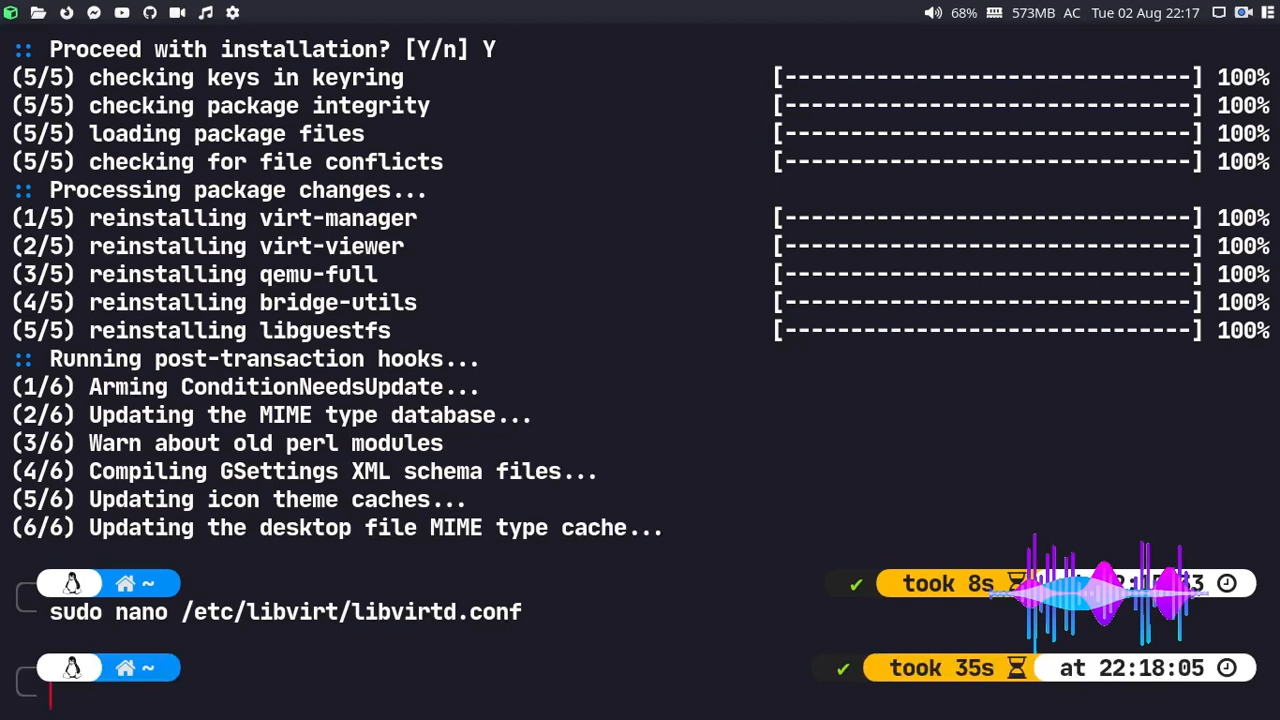 68% 573MB AC Tue 02 Aug 22:17
:: Proceed with installation? [Y/n] Y
(5/5) checking keys in keyring [-------------------------------] 100%
(5/5) checking package integrity [-------------------------------] 100%
(5/5) loading package files [-------------------------------] 100%
(5/5) checking for file conflicts [-------------------------------] 100%
:: Processing package changes...
(1/5) reinstalling virt-manager [-------------------------------] 100%
(2/5) reinstalling virt-viewer [-------------------------------] 100%
(3/5) reinstalling qemu-full [-------------------------------] 100%
(4/5) reinstalling bridge-utils [-------------------------------] 100%
(5/5) reinstalling libguestfs [-------------------------------] 100%
:: Running post-transaction hooks...
(1/6) Arming ConditionNeedsUpdate...
(2/6) Updating the MIME type database...
(3/6) Warn about old perl modules
(4/6) Compiling GSettings XML schema files...
(5/6) Updating icon theme caches...
(6/6) Updating the desktop file MIME type cache...
~ ✔ took 8s
sudo nano /etc/libvirt/libvirtd.conf
~ ✔ took 35s at 22:18:05